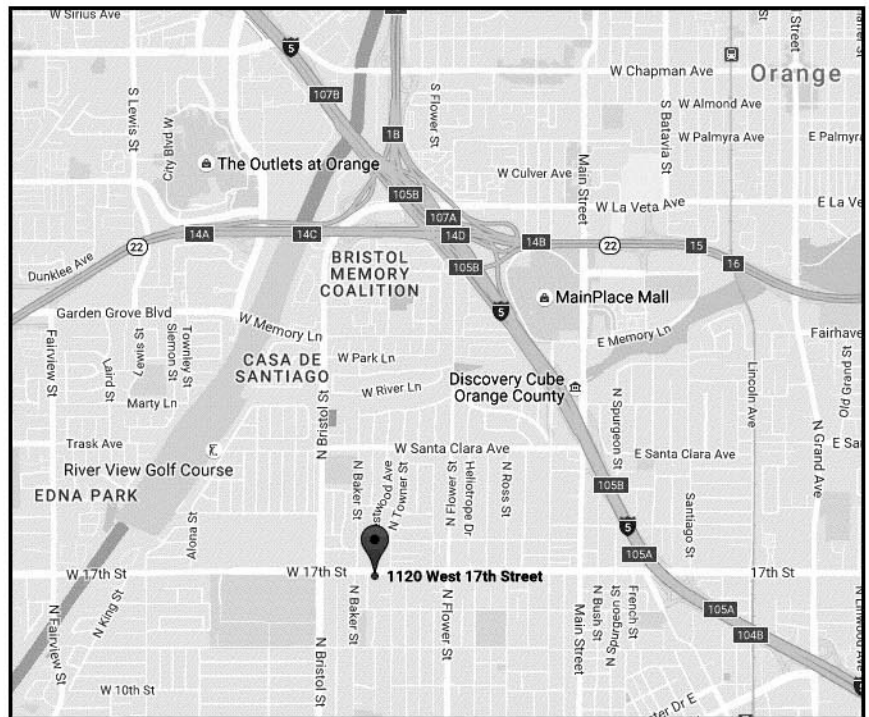 W Sirius Ave
5
W Chapman Ave
Orange
107B
S Lewis St
City Blvd W
S Flower St
W Almond Ave
S Batavia St
W Palmyra Ave
E Palmyra
1B
The Outlets at Orange
W Culver Ave
Main Street
105B
W La Veta Ave
E La Ve
107A
14A
14C
14D
14B
22
22
15
16
Dunklee Ave
BRISTOL
MEMORY
COALITION
105B
MainPlace Mall
5
Garden Grove Blvd
W Memory Ln
E Memory Ln
Fairhave
Fairview St
Lewis St
Siemon St
Townley St
Laird St
CASA DE
SANTIAGO
W Park Ln
Old Grand St
Marty Ln
W River Ln
Discovery Cube
Orange County
Lincoln Ave
N Bristol St
N Spurgeon St
N Grand Ave
Trask Ave
W Santa Clara Ave
E Santa Clara Ave
E Sa
River View Golf Course
EDNA PARK
N Baker St
N Towner St
N Flower St
Heliotrope Dr
N Ross St
105B
Santiago St
5
Alona St
105A
W 17th St
W 17th St
1120 West 17th Street
17th St
N Fairview St
N King St
N Bristol St
N Baker St
N Flower St
Main Street
N Bush St
N Spurgeon St
French St
105A
104B
W 10th St